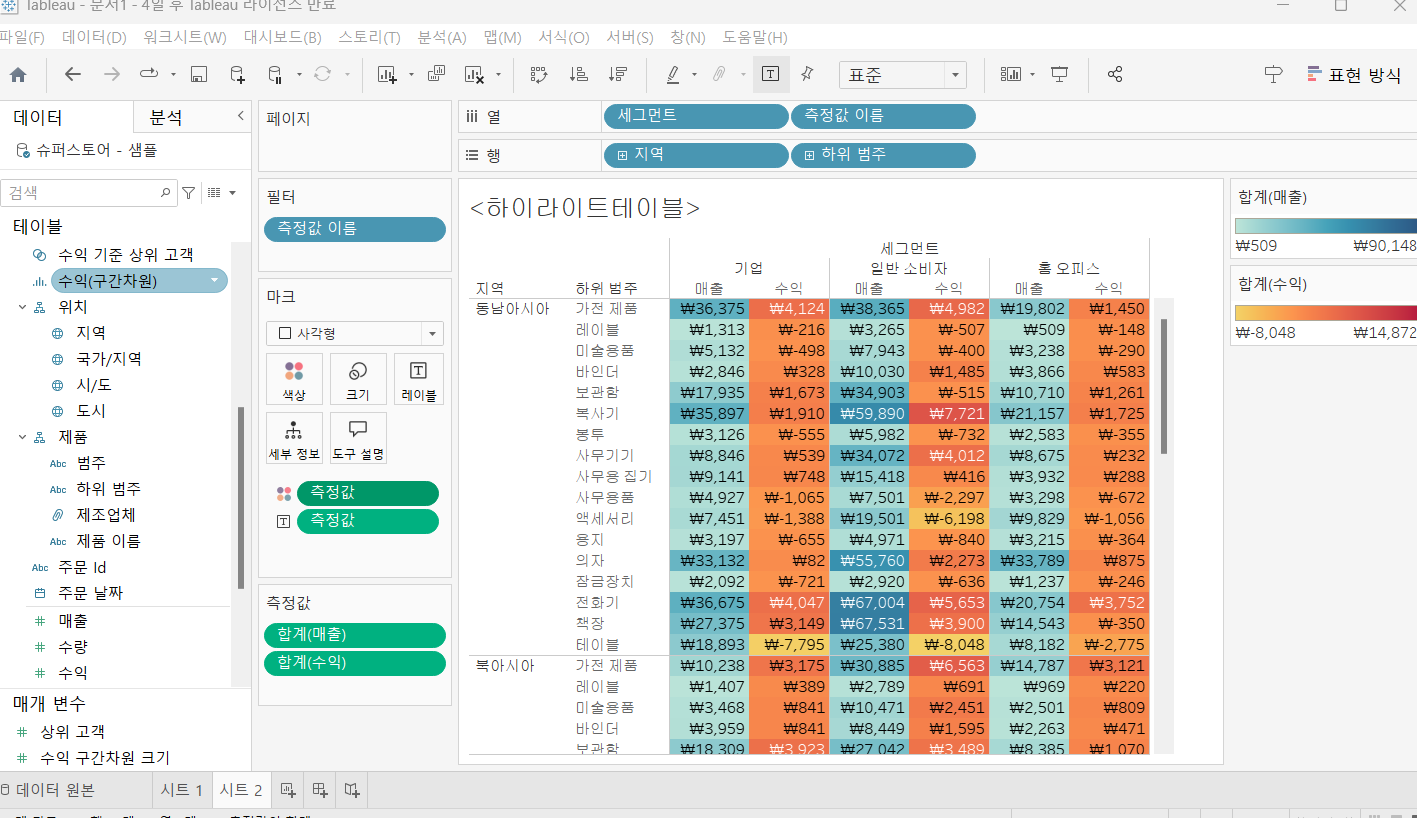 Tableau - 문서1 - 4일 후 Tableau 라이선스 만료
파일(F) 데이터(D) 워크시트(W) 대시보드(B) 스토리(T) 분석(A) 맵(M) 서식(O) 서버(S) 창(N) 도움말(H)
표준
표현 방식
데이터 분석
슈퍼스토어 - 샘플
검색
테이블
수익 기준 상위 고객
수익(구간차원)
위치
지역
국가/지역
시/도
도시
제품
Abc 범주
Abc 하위 범주
제조업체
Abc 제품 이름
Abc 주문 Id
주문 날짜
# 매출
# 수량
# 수익
매개 변수
# 상위 고객
# 수익 구간차원 크기
페이지
필터
측정값 이름
마크
사각형
색상 크기 레이블
세부 정보 도구 설명
측정값
측정값
측정값
합계(매출)
합계(수익)
열 세그먼트 측정값 이름
행 지역 하위 범주
<하이라이트테이블>
세그먼트
기업 일반 소비자 홈 오피스
지역 하위 범주 매출 수익 매출 수익 매출 수익
동남아시아 가전 제품 ₩36,375 ₩4,124 ₩38,365 ₩4,982 ₩19,802 ₩1,450
레이블 ₩1,313 ₩-216 ₩3,265 ₩-507 ₩509 ₩-148
미술용품 ₩5,132 ₩-498 ₩7,943 ₩-400 ₩3,238 ₩-290
바인더 ₩2,846 ₩328 ₩10,030 ₩1,485 ₩3,866 ₩583
보관함 ₩17,935 ₩1,673 ₩34,903 ₩-515 ₩10,710 ₩1,261
복사기 ₩35,897 ₩1,910 ₩59,890 ₩7,721 ₩21,157 ₩1,725
봉투 ₩3,126 ₩-555 ₩5,982 ₩-732 ₩2,583 ₩-355
사무기기 ₩8,846 ₩539 ₩34,072 ₩4,012 ₩8,675 ₩232
사무용 집기 ₩9,141 ₩748 ₩15,418 ₩416 ₩3,932 ₩288
사무용품 ₩4,927 ₩-1,065 ₩7,501 ₩-2,297 ₩3,298 ₩-672
액세서리 ₩7,451 ₩-1,388 ₩19,501 ₩-6,198 ₩9,829 ₩-1,056
용지 ₩3,197 ₩-655 ₩4,971 ₩-840 ₩3,215 ₩-364
의자 ₩33,132 ₩82 ₩55,760 ₩2,273 ₩33,789 ₩875
잠금장치 ₩2,092 ₩-721 ₩2,920 ₩-636 ₩1,237 ₩-246
전화기 ₩36,675 ₩4,047 ₩67,004 ₩5,653 ₩20,754 ₩3,752
책장 ₩27,375 ₩3,149 ₩67,531 ₩3,900 ₩14,543 ₩-350
테이블 ₩18,893 ₩-7,795 ₩25,380 ₩-8,048 ₩8,182 ₩-2,775
북아시아 가전 제품 ₩10,238 ₩3,175 ₩30,885 ₩6,563 ₩14,787 ₩3,121
레이블 ₩1,407 ₩389 ₩2,789 ₩691 ₩969 ₩220
미술용품 ₩3,468 ₩841 ₩10,471 ₩2,451 ₩2,501 ₩809
바인더 ₩3,959 ₩841 ₩8,449 ₩1,595 ₩2,263 ₩471
보관함 ₩18,309 ₩3,923 ₩27,042 ₩3,489 ₩8,385 ₩1,070
합계(매출)
₩509 ₩90,148
합계(수익)
₩-8,048 ₩14,872
데이터 원본 시트 1 시트 2